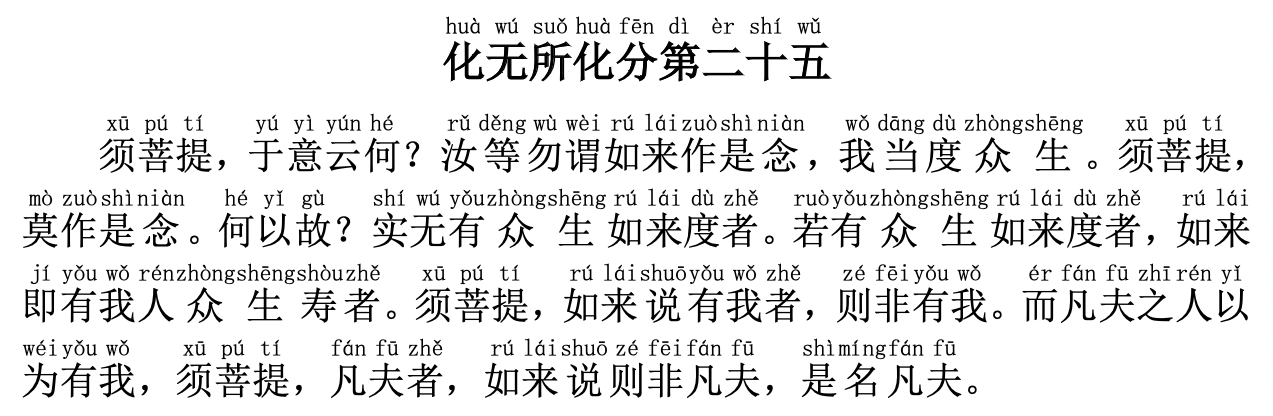 huà wú suǒ huà fēn dì èr shí wǔ
化无所化分第二十五
xū pú tí yú yì yún hé rǔ děng wù wèi rú lái zuò shì niàn wǒ dāng dù zhòng shēng xū pú tí
须菩提，于意云何？汝等勿谓如来作是念，我当度众生。须菩提，
mò zuò shì niàn hé yǐ gù shí wú yǒu zhòng shēng rú lái dù zhě ruò yǒu zhòng shēng rú lái dù zhě rú lái
莫作是念。何以故？实无有众生如来度者。若有众生如来度者，如来
jí yǒu wǒ rén zhòng shēng shòu zhě xū pú tí rú lái shuō yǒu wǒ zhě zé fēi yǒu wǒ ér fán fū zhī rén yǐ
即有我人众生寿者。须菩提，如来说有我者，则非有我。而凡夫之人以
wéi yǒu wǒ xū pú tí fán fū zhě rú lái shuō zé fēi fán fū shì míng fán fū
为有我，须菩提，凡夫者，如来说则非凡夫，是名凡夫。